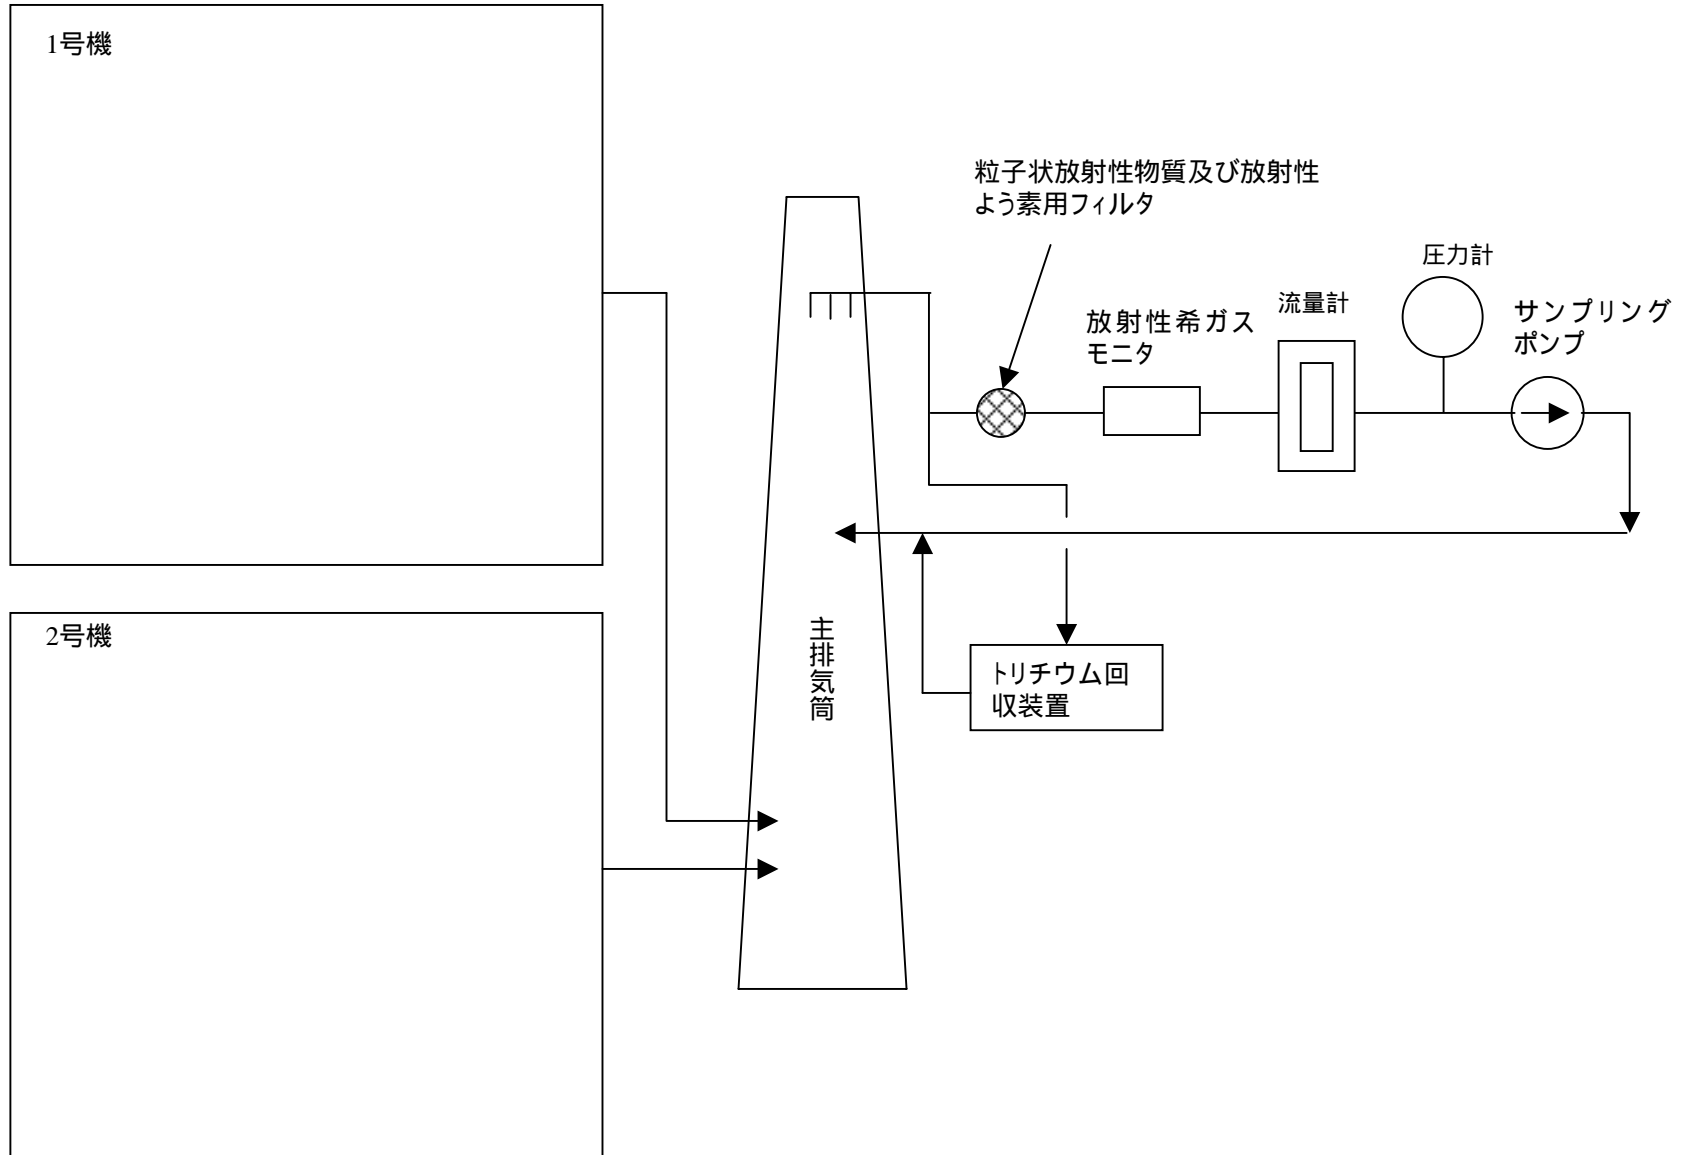 1号機
粒子状放射性物質及び放射性
よう素用フィルタ
圧力計
流量計
サンプリング
ポンプ
放射性希ガス
モニタ
2号機
主排気筒
トリチウム回
収装置